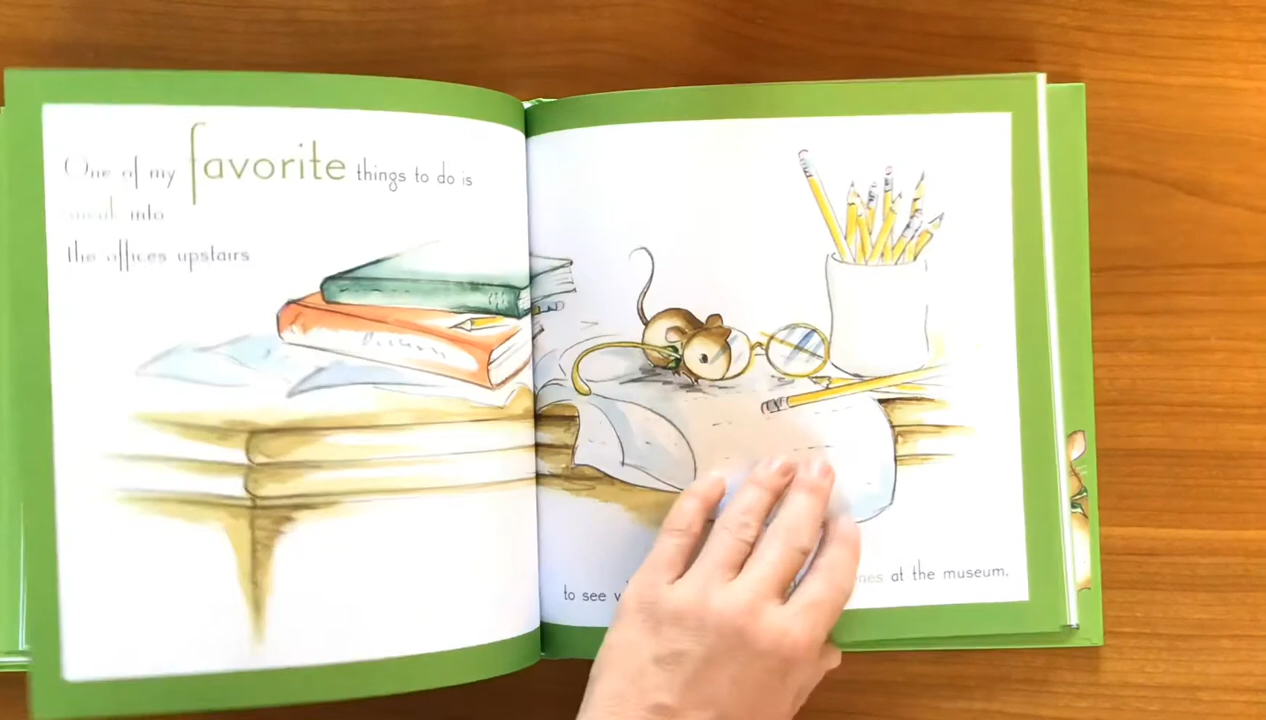 One of my favorite things to do is
sneak into
the offices upstairs
to see
at the museum.